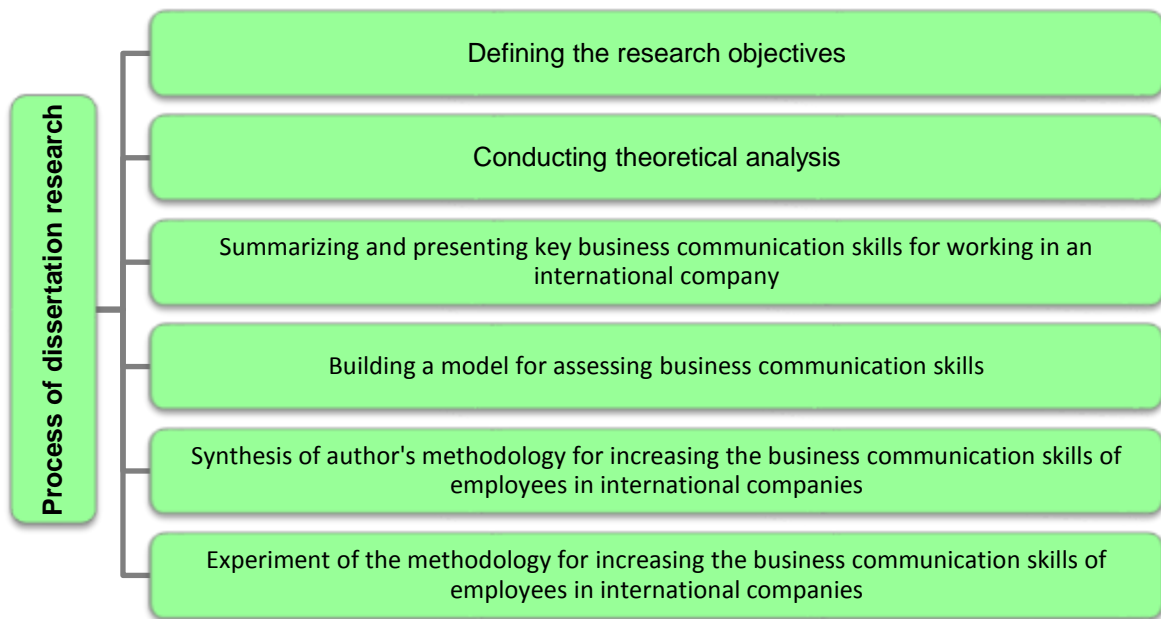 Process of dissertation research
Defining the research objectives
Conducting theoretical analysis
Summarizing and presenting key business communication skills for working in an
international company
Building a model for assessing business communication skills
Synthesis of author's methodology for increasing the business communication skills of
employees in international companies
Experiment of the methodology for increasing the business communication skills of
employees in international companies